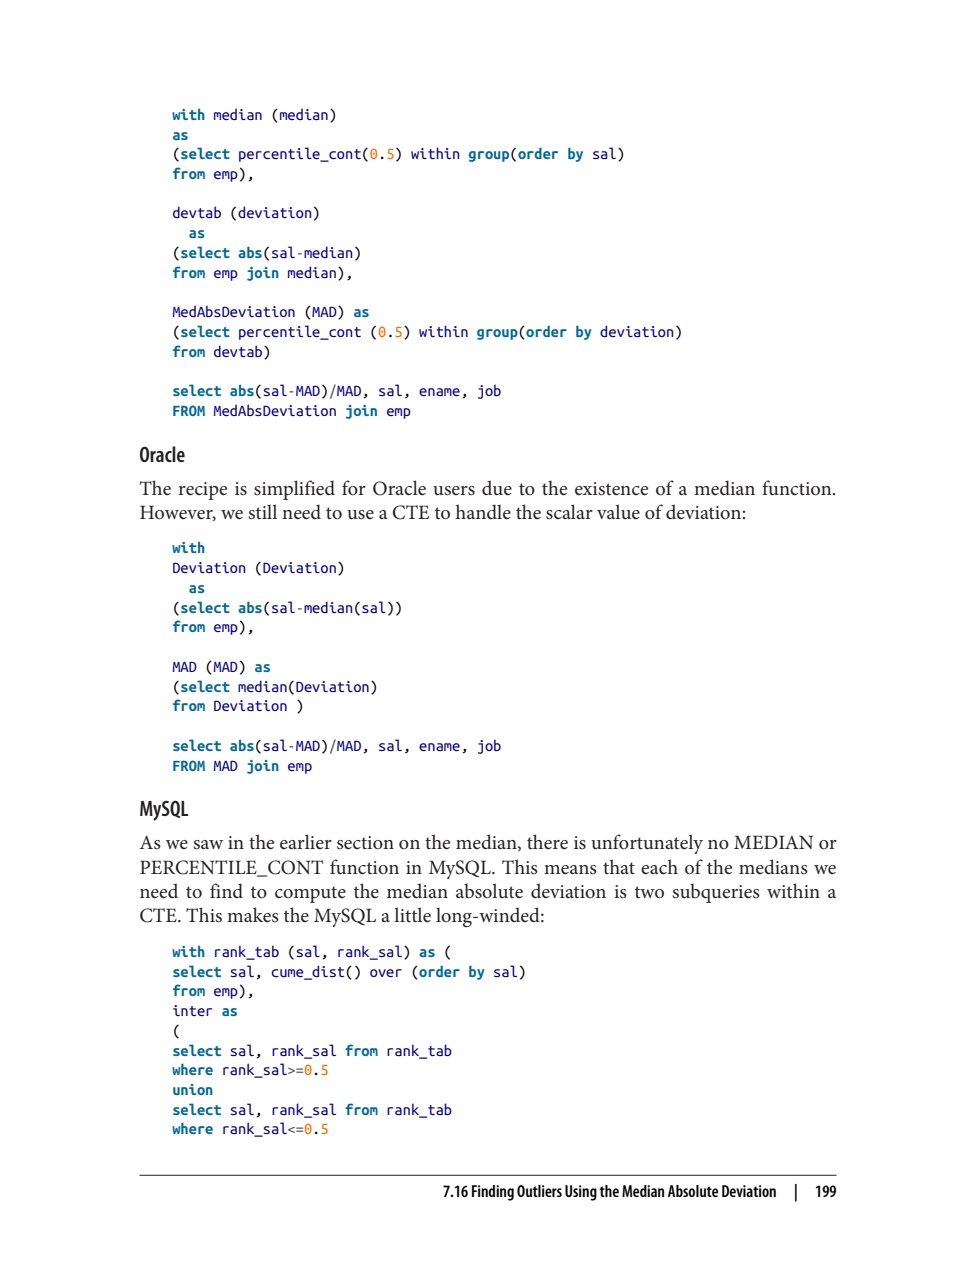 with median (median)
as
(select percentile_cont(0.5) within group(order by sal)
from emp),
devtab (deviation)
as
(select abs(sal-median)
from emp join median),
MedAbsDeviation (MAD) as
(select percentile_cont (0.5) within group(order by deviation)
from devtab)
select abs(sal-MAD)/MAD, sal, ename, job
FROM MedAbsDeviation join emp
Oracle
The recipe is simplified for Oracle users due to the existence of a median function.
However, we still need to use a CTE to handle the scalar value of deviation:
with
Deviation (Deviation)
as
(select abs(sal-median(sal))
from emp),
MAD (MAD) as
(select median(Deviation)
from Deviation )
select abs(sal-MAD)/MAD, sal, ename, job
FROM MAD join emp
MySQL
As we saw in the earlier section on the median, there is unfortunately no MEDIAN or
PERCENTILE_CONT function in MySQL. This means that each of the medians we
need to find to compute the median absolute deviation is two subqueries within a
CTE. This makes the MySQL a little long-winded:
with rank_tab (sal, rank_sal) as (
select sal, cume_dist() over (order by sal)
from emp),
inter as
(
select sal, rank_sal from rank_tab
where rank_sal>=0.5
union
select sal, rank_sal from rank_tab
where rank_sal<=0.5
7.16 Finding Outliers Using the Median Absolute Deviation | 199